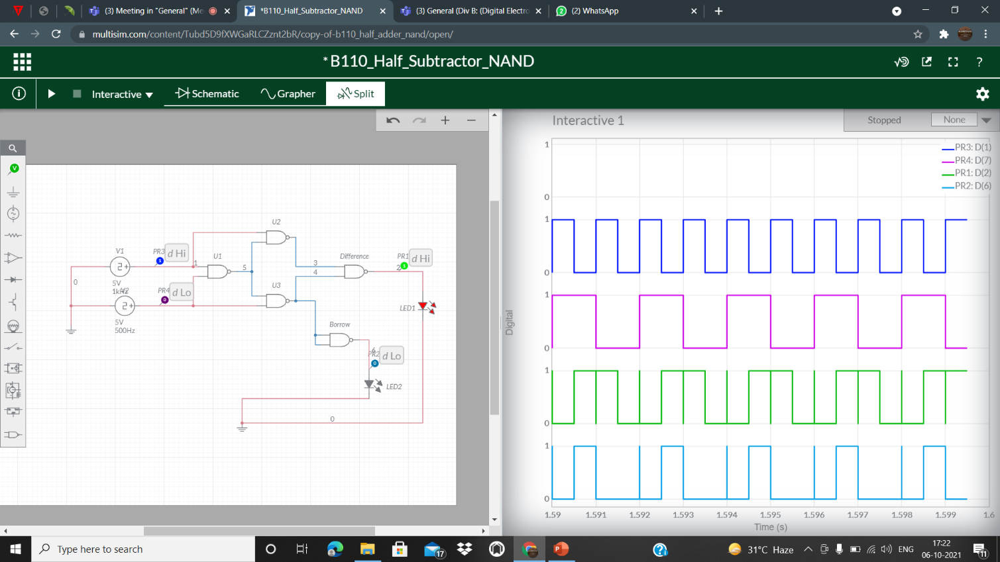 (3) Meeting in "General" (Me
*B110_Half_Subtractor_NAND
(3) General (Div B: (Digital Electro
(2) WhatsApp
multisim.com/content/Tubd5D9fXWGaRLCZznt2bR/copy-of-b110_half_adder_nand/open/
*B110_Half_Subtractor_NAND
Interactive
Schematic
Grapher
Split
Interactive 1
Stopped
None
PR3: D(1)
PR4: D(7)
PR1: D(2)
PR2: D(6)
V1
PR3
d Hi
1
U1
U2
5V
1kHz
V2
0
PR4
d Lo
5V
500Hz
5
U3
3
4
Difference
PR1
2
d Hi
LED1
Borrow
6
PR2
d Lo
LED2
0
Digital
1
0
1
0
1
0
1
0
1
0
1.59
1.591
1.592
1.593
1.594
1.595
1.596
1.597
1.598
1.599
1.6
Time (s)
Type here to search
17
31°C Haze
ENG
17:22
06-10-2021
11